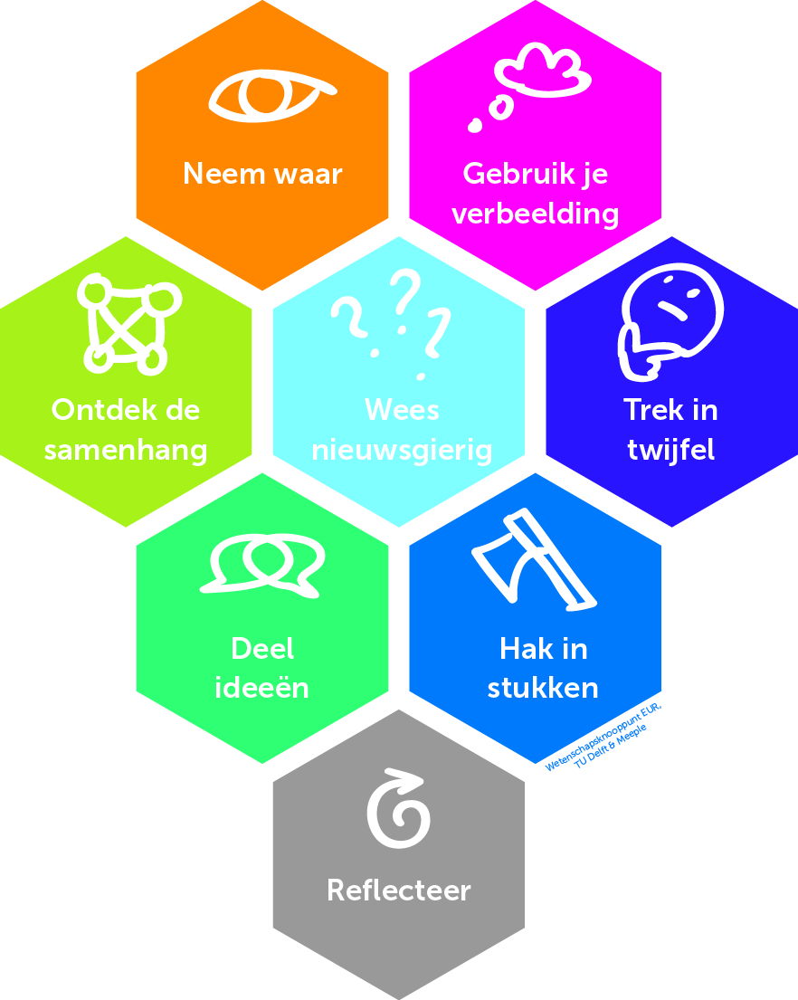 Neem waar
Gebruik je
verbeelding
Ontdek de
samenhang
???
Wees
nieuwsgierig
Trek in
twijfel
Deel
ideeën
Hak in
stukken
Wetenschapsknooppunt EUR,
TU Delft & Meeple
Reflecteer